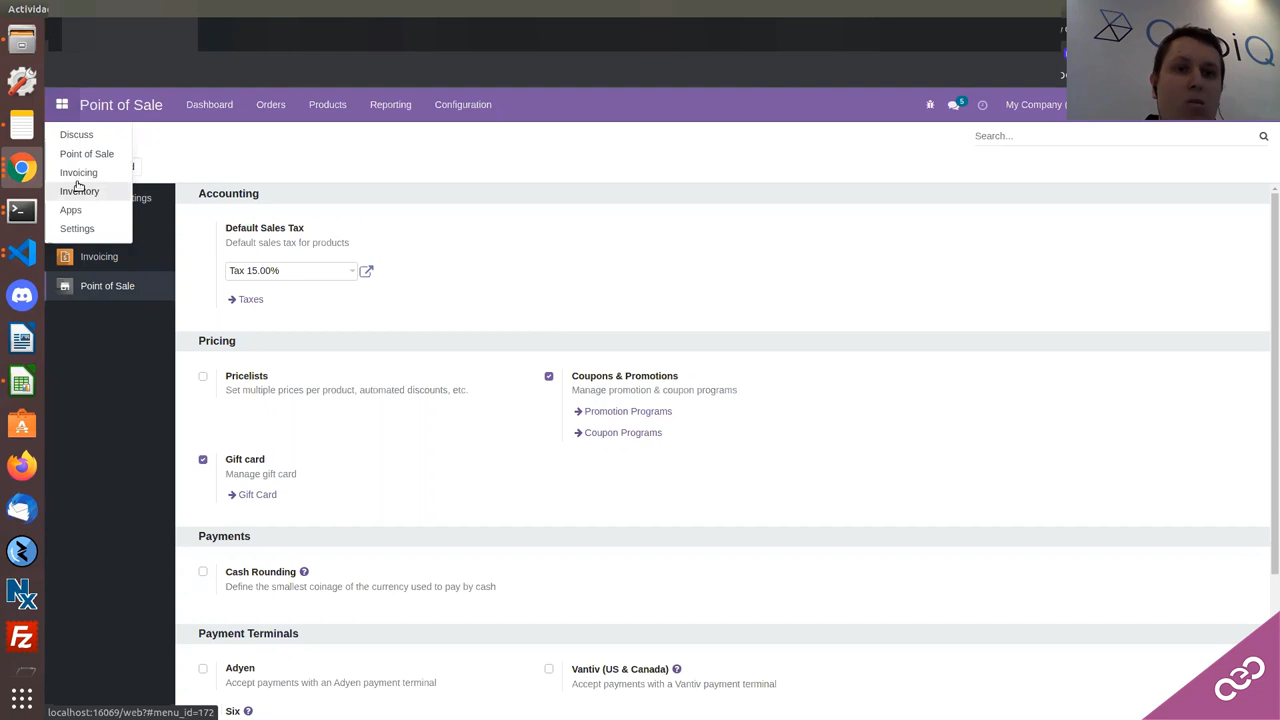 Actividades
Point of Sale
Dashboard
Orders
Products
Reporting
Configuration
5
My Company (
Discuss
Point of Sale
Invoicing
Inventory
Apps
Settings
Search...
Invoicing
Point of Sale
Accounting
Default Sales Tax
Default sales tax for products
Tax 15.00%
Taxes
Pricing
Pricelists
Set multiple prices per product, automated discounts, etc.
Coupons & Promotions
Manage promotion & coupon programs
Promotion Programs
Coupon Programs
Gift card
Manage gift card
Gift Card
Payments
Cash Rounding ?
Define the smallest coinage of the currency used to pay by cash
Payment Terminals
Adyen
Accept payments with an Adyen payment terminal
Vantiv (US & Canada) ?
Accept payments with a Vantiv payment terminal
Six ?
localhost:16069/web?#menu_id=172